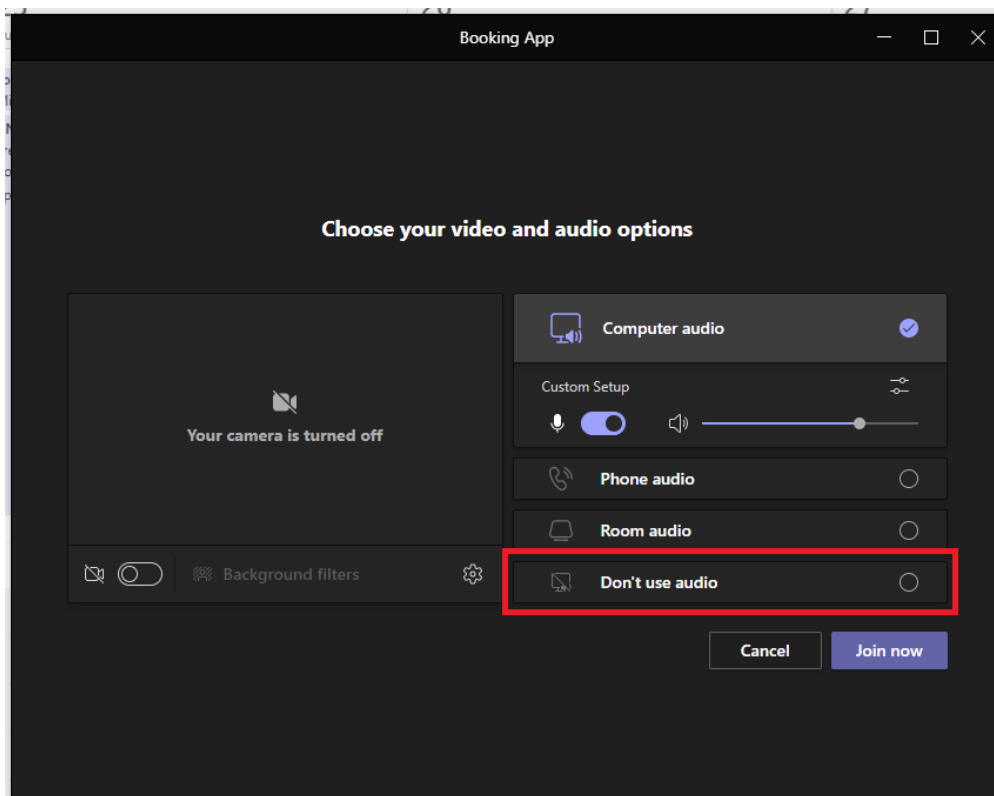 Booking App
Choose your video and audio options
Your camera is turned off
Background filters
Computer audio
Custom Setup
Phone audio
Room audio
Don't use audio
Cancel
Join now